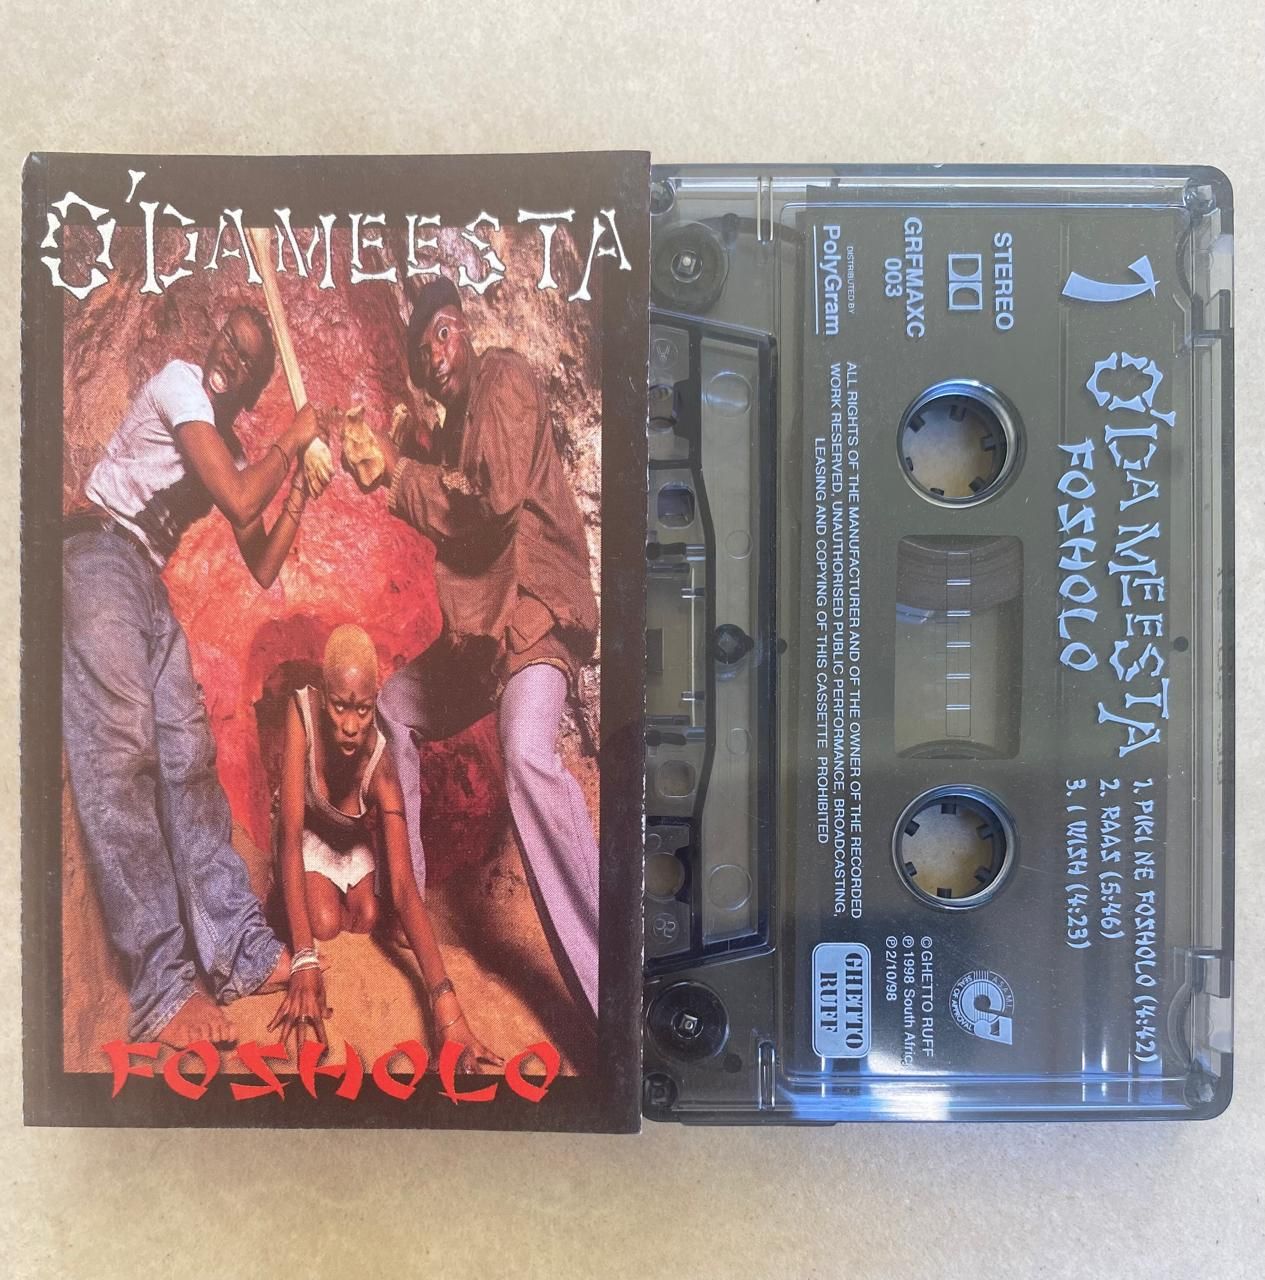 O'DAMEESTA
FOSHOLO
1
O'DAMEESTA
FOSHOLO
1. PIKI NE FOSHOLO (4:42)
2. RAAS (5:46)
3. I WISH (4:23)
STEREO
GRFMAXC
003
DISTRIBUTED BY
PolyGram
ALL RIGHTS OF THE MANUFACTURER AND OF THE OWNER OF THE RECORDED
WORK RESERVED, UNAUTHORISED PUBLIC PERFORMANCE, BROADCASTING,
LEASING AND COPYING OF THIS CASSETTE PROHIBITED
SEAL OF APPROVAL
©GHETTO RUFF
℗1998 South Africa
℗2/10/98
GHETTO
RUFF